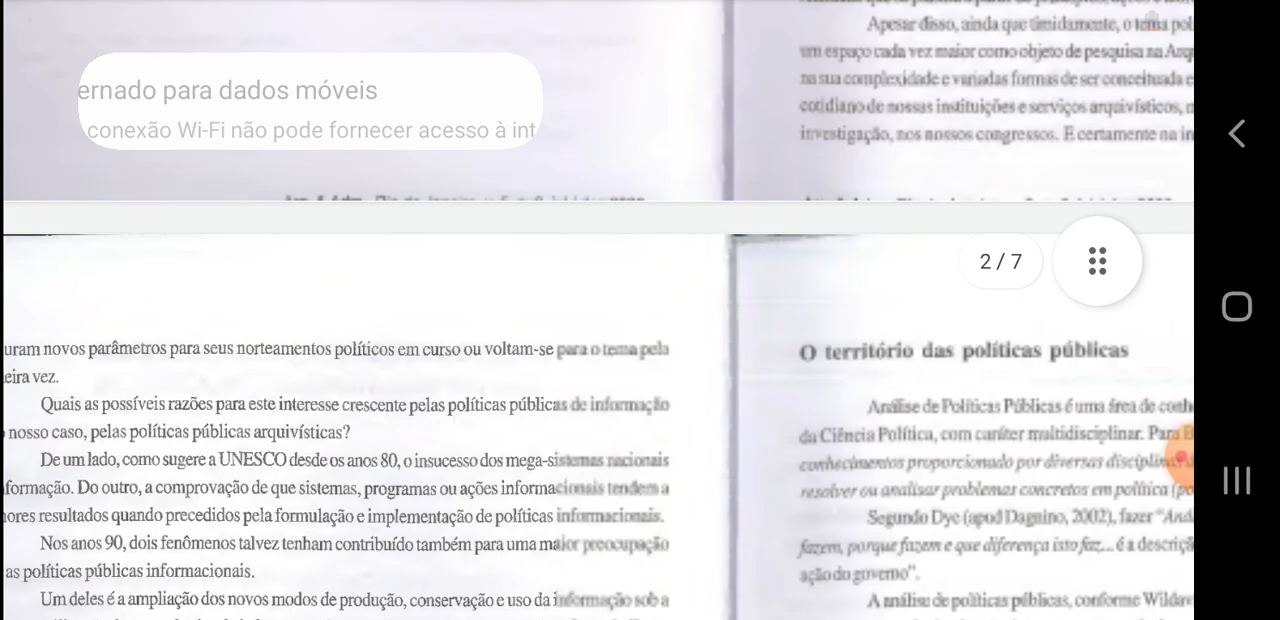 ernado para dados móveis
conexão Wi-Fi não pode fornecer acesso à int
Apesar disso, ainda que timidamente, o tema pol
um espaço cada vez maior como objeto de pesquisa na Arq
na sua complexidade e variadas formas de ser conceituada e
cotidiano de nossas instituições e serviços arquivísticos, n
investigação, nos nossos congressos. E certamente na in
2 / 7
uram novos parâmetros para seus norteamentos políticos em curso ou voltam-se para o tema pela
eira vez.
Quais as possíveis razões para este interesse crescente pelas políticas públicas de informação
nosso caso, pelas políticas públicas arquivísticas?
De um lado, como sugere a UNESCO desde os anos 80, o insucesso dos mega-sistemas nacionais
formação. Do outro, a comprovação de que sistemas, programas ou ações informacionais tendem a
ores resultados quando precedidos pela formulação e implementação de políticas informacionais.
Nos anos 90, dois fenômenos talvez tenham contribuído também para uma maior preocupação
as políticas públicas informacionais.
Um deles é a ampliação dos novos modos de produção, conservação e uso da informação sob a
O território das políticas públicas
Análise de Políticas Públicas é uma área de conh
da Ciência Política, com caráter multidisciplinar. Para
conhecimentos proporcionado por diversas disciplinas
resolver ou analisar problemas concretos em política (po
Segundo Dye (apud Dagnino, 2002), fazer "Aná
fazem, porque fazem e que diferença isto faz... é a descriçã
ação do governo".
A análise de políticas públicas, conforme Wildav